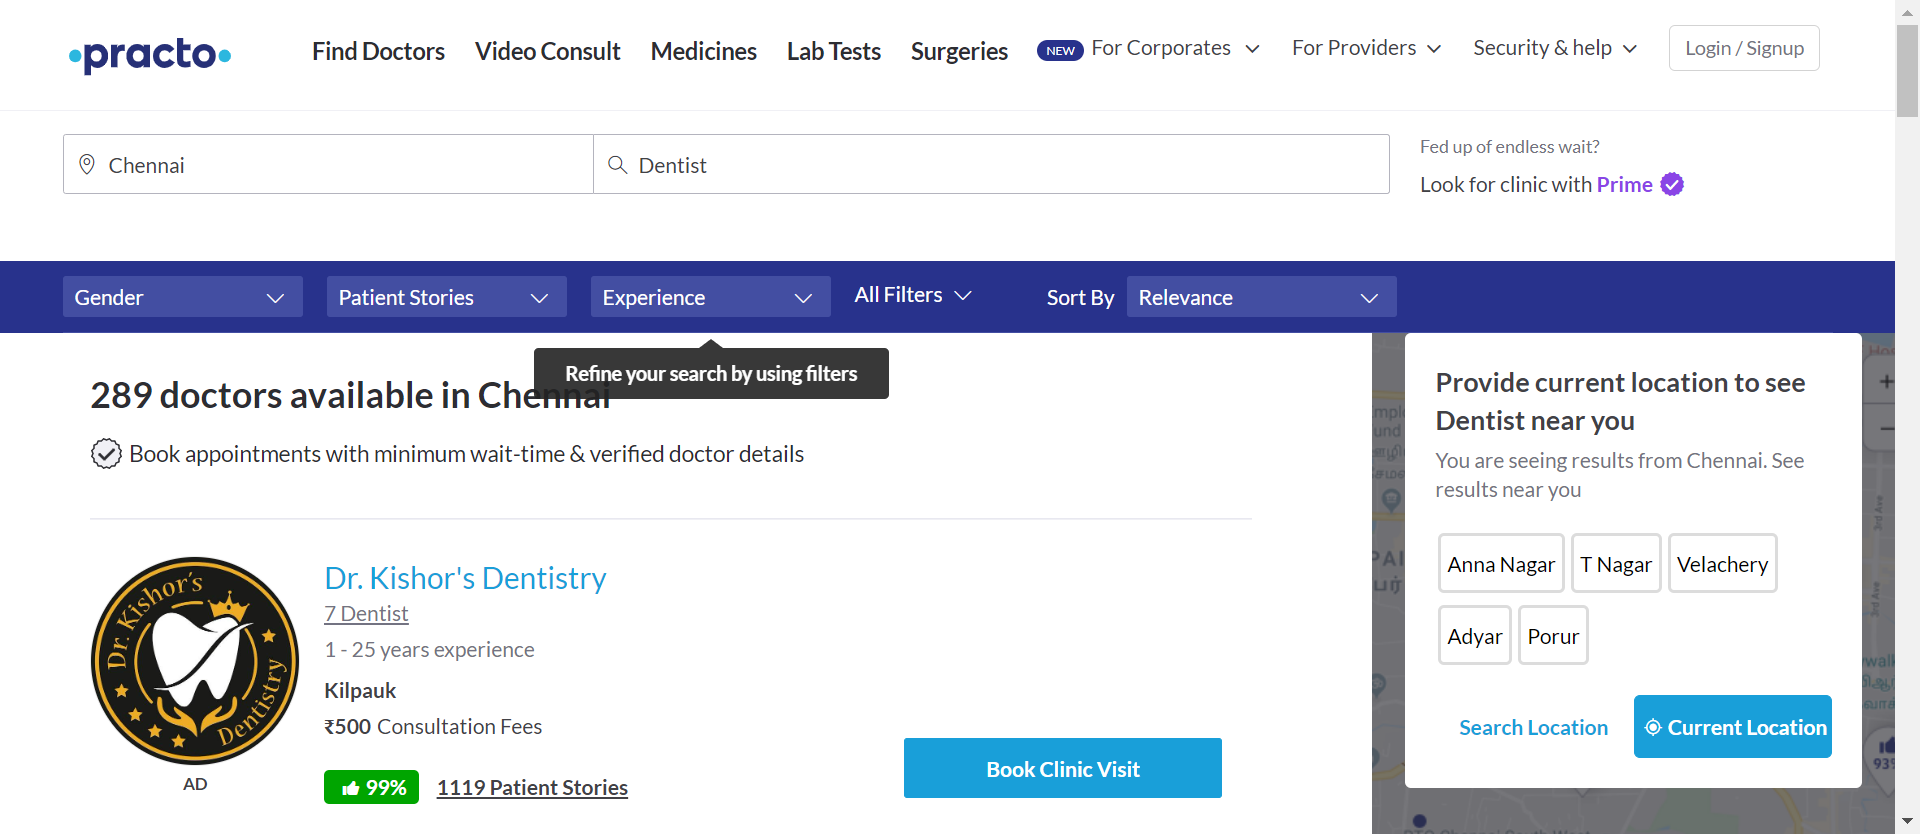 practo
Find Doctors Video Consult Medicines Lab Tests Surgeries NEW For Corporates For Providers Security & help Login / Signup
Chennai Dentist
Fed up of endless wait?
Look for clinic with Prime
Gender Patient Stories Experience All Filters Sort By Relevance
Refine your search by using filters
289 doctors available in Chennai
Book appointments with minimum wait-time & verified doctor details
Dr. Kishor's Dentistry
AD
Dr. Kishor's Dentistry
7 Dentist
1 - 25 years experience
Kilpauk
₹500 Consultation Fees
99% 1119 Patient Stories
Book Clinic Visit
Provide current location to see
Dentist near you
You are seeing results from Chennai. See
results near you
Anna Nagar T Nagar Velachery
Adyar Porur
Search Location Current Location
3rd Ave
3rd Ave
93%